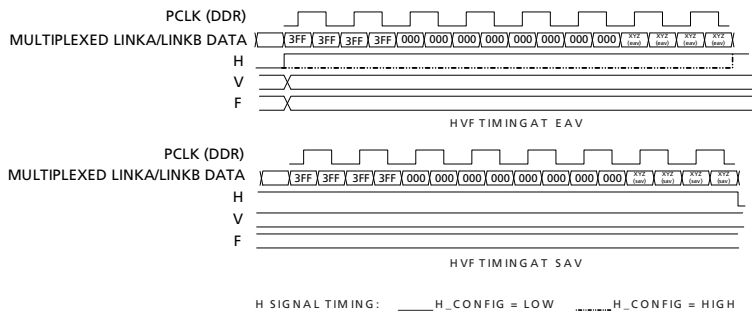 PCLK (DDR)
MULTIPLEXED LINKA/LINKB DATA 3FF 3FF 3FF 3FF 000 000 000 000 000 000 000 000 XYZ (eav) XYZ (eav) XYZ (eav) XYZ (eav)
H
V
F
HVF TIMING AT EAV
PCLK (DDR)
MULTIPLEXED LINKA/LINKB DATA 3FF 3FF 3FF 3FF 000 000 000 000 000 000 000 000 XYZ (sav) XYZ (sav) XYZ (sav) XYZ (sav)
H
V
F
HVF TIMING AT SAV
H SIGNAL TIMING: H_CONFIG = LOW H_CONFIG = HIGH